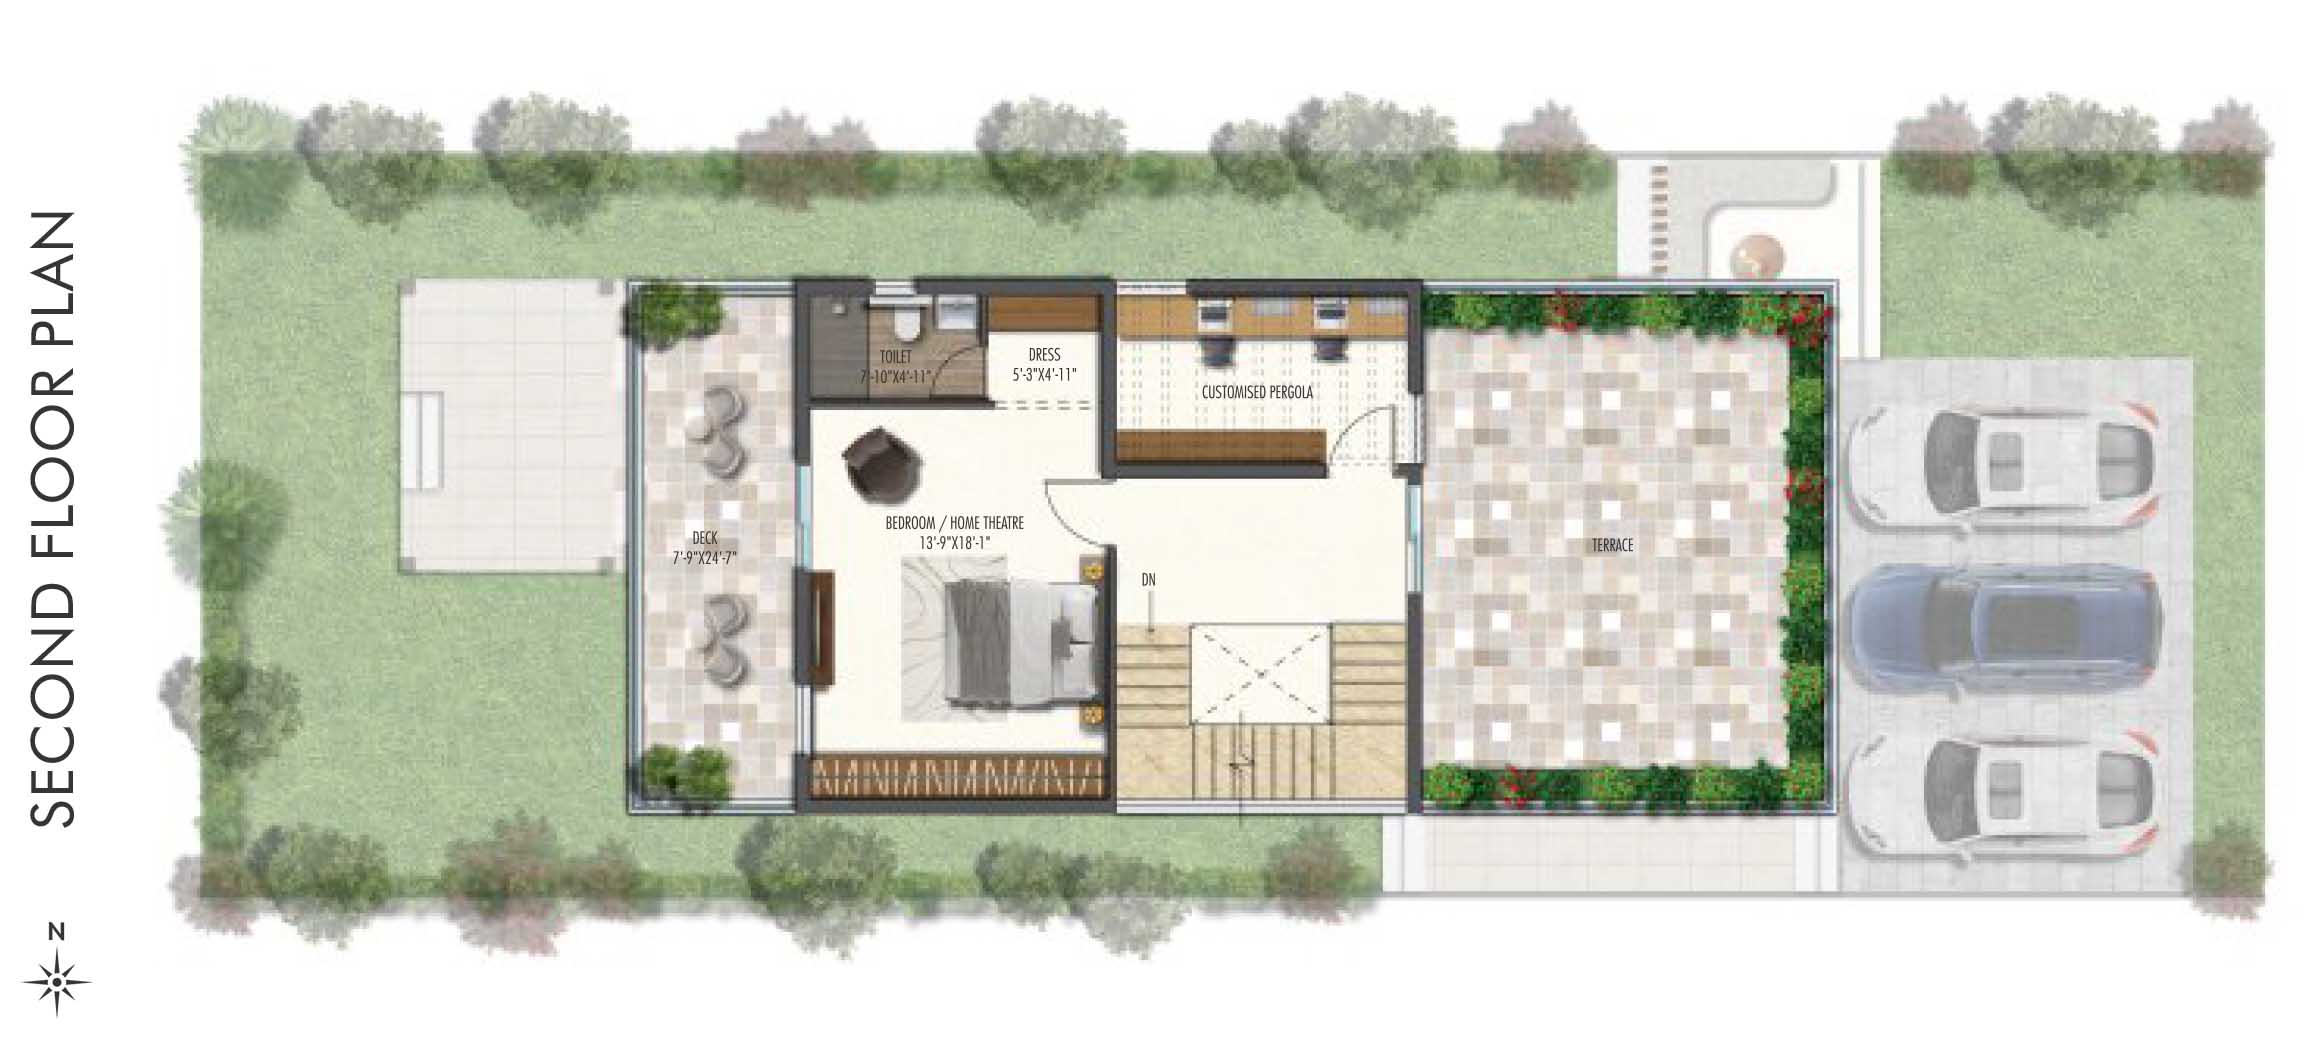 SECOND FLOOR PLAN
N
TOILET
7'-10"X4'-11"
DRESS
5'-3"X4'-11"
CUSTOMISED PERGOLA
BEDROOM / HOME THEATRE
13'-9"X18'-1"
DECK
7'-9"X24'-7"
TERRACE
DN